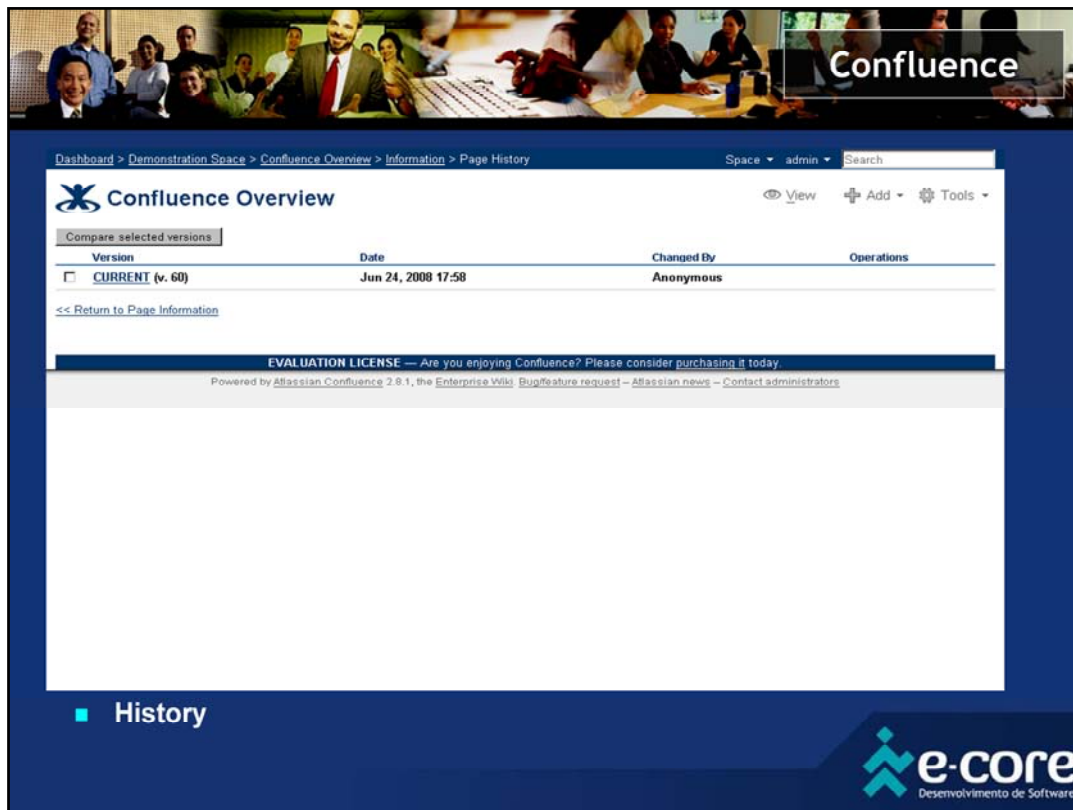 Confluence
Dashboard > Demonstration Space > Confluence Overview > Information > Page History Space admin Search
Confluence Overview View Add Tools
Compare selected versions
Version Date Changed By Operations
CURRENT (v. 60) Jun 24, 2008 17:58 Anonymous
<< Return to Page Information
EVALUATION LICENSE — Are you enjoying Confluence? Please consider purchasing it today.
Powered by Atlassian Confluence 2.8.1, the Enterprise Wiki. Bug/feature request – Atlassian news – Contact administrators
History
e-core
Desenvolvimento de Software